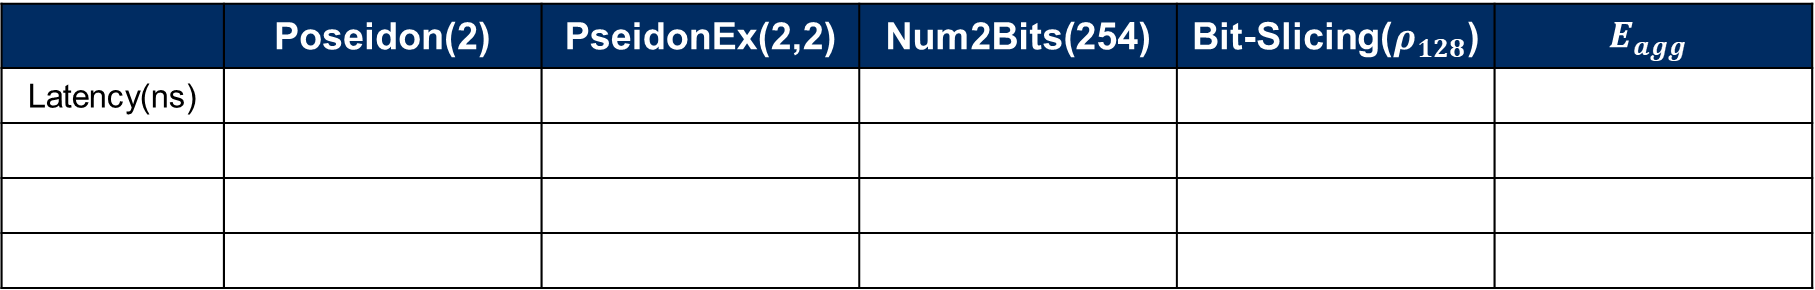 Poseidon(2) PseidonEx(2,2) Num2Bits(254) Bit-Slicing(𝝆₁₂₈) 𝑬ₐgg
Latency(ns)